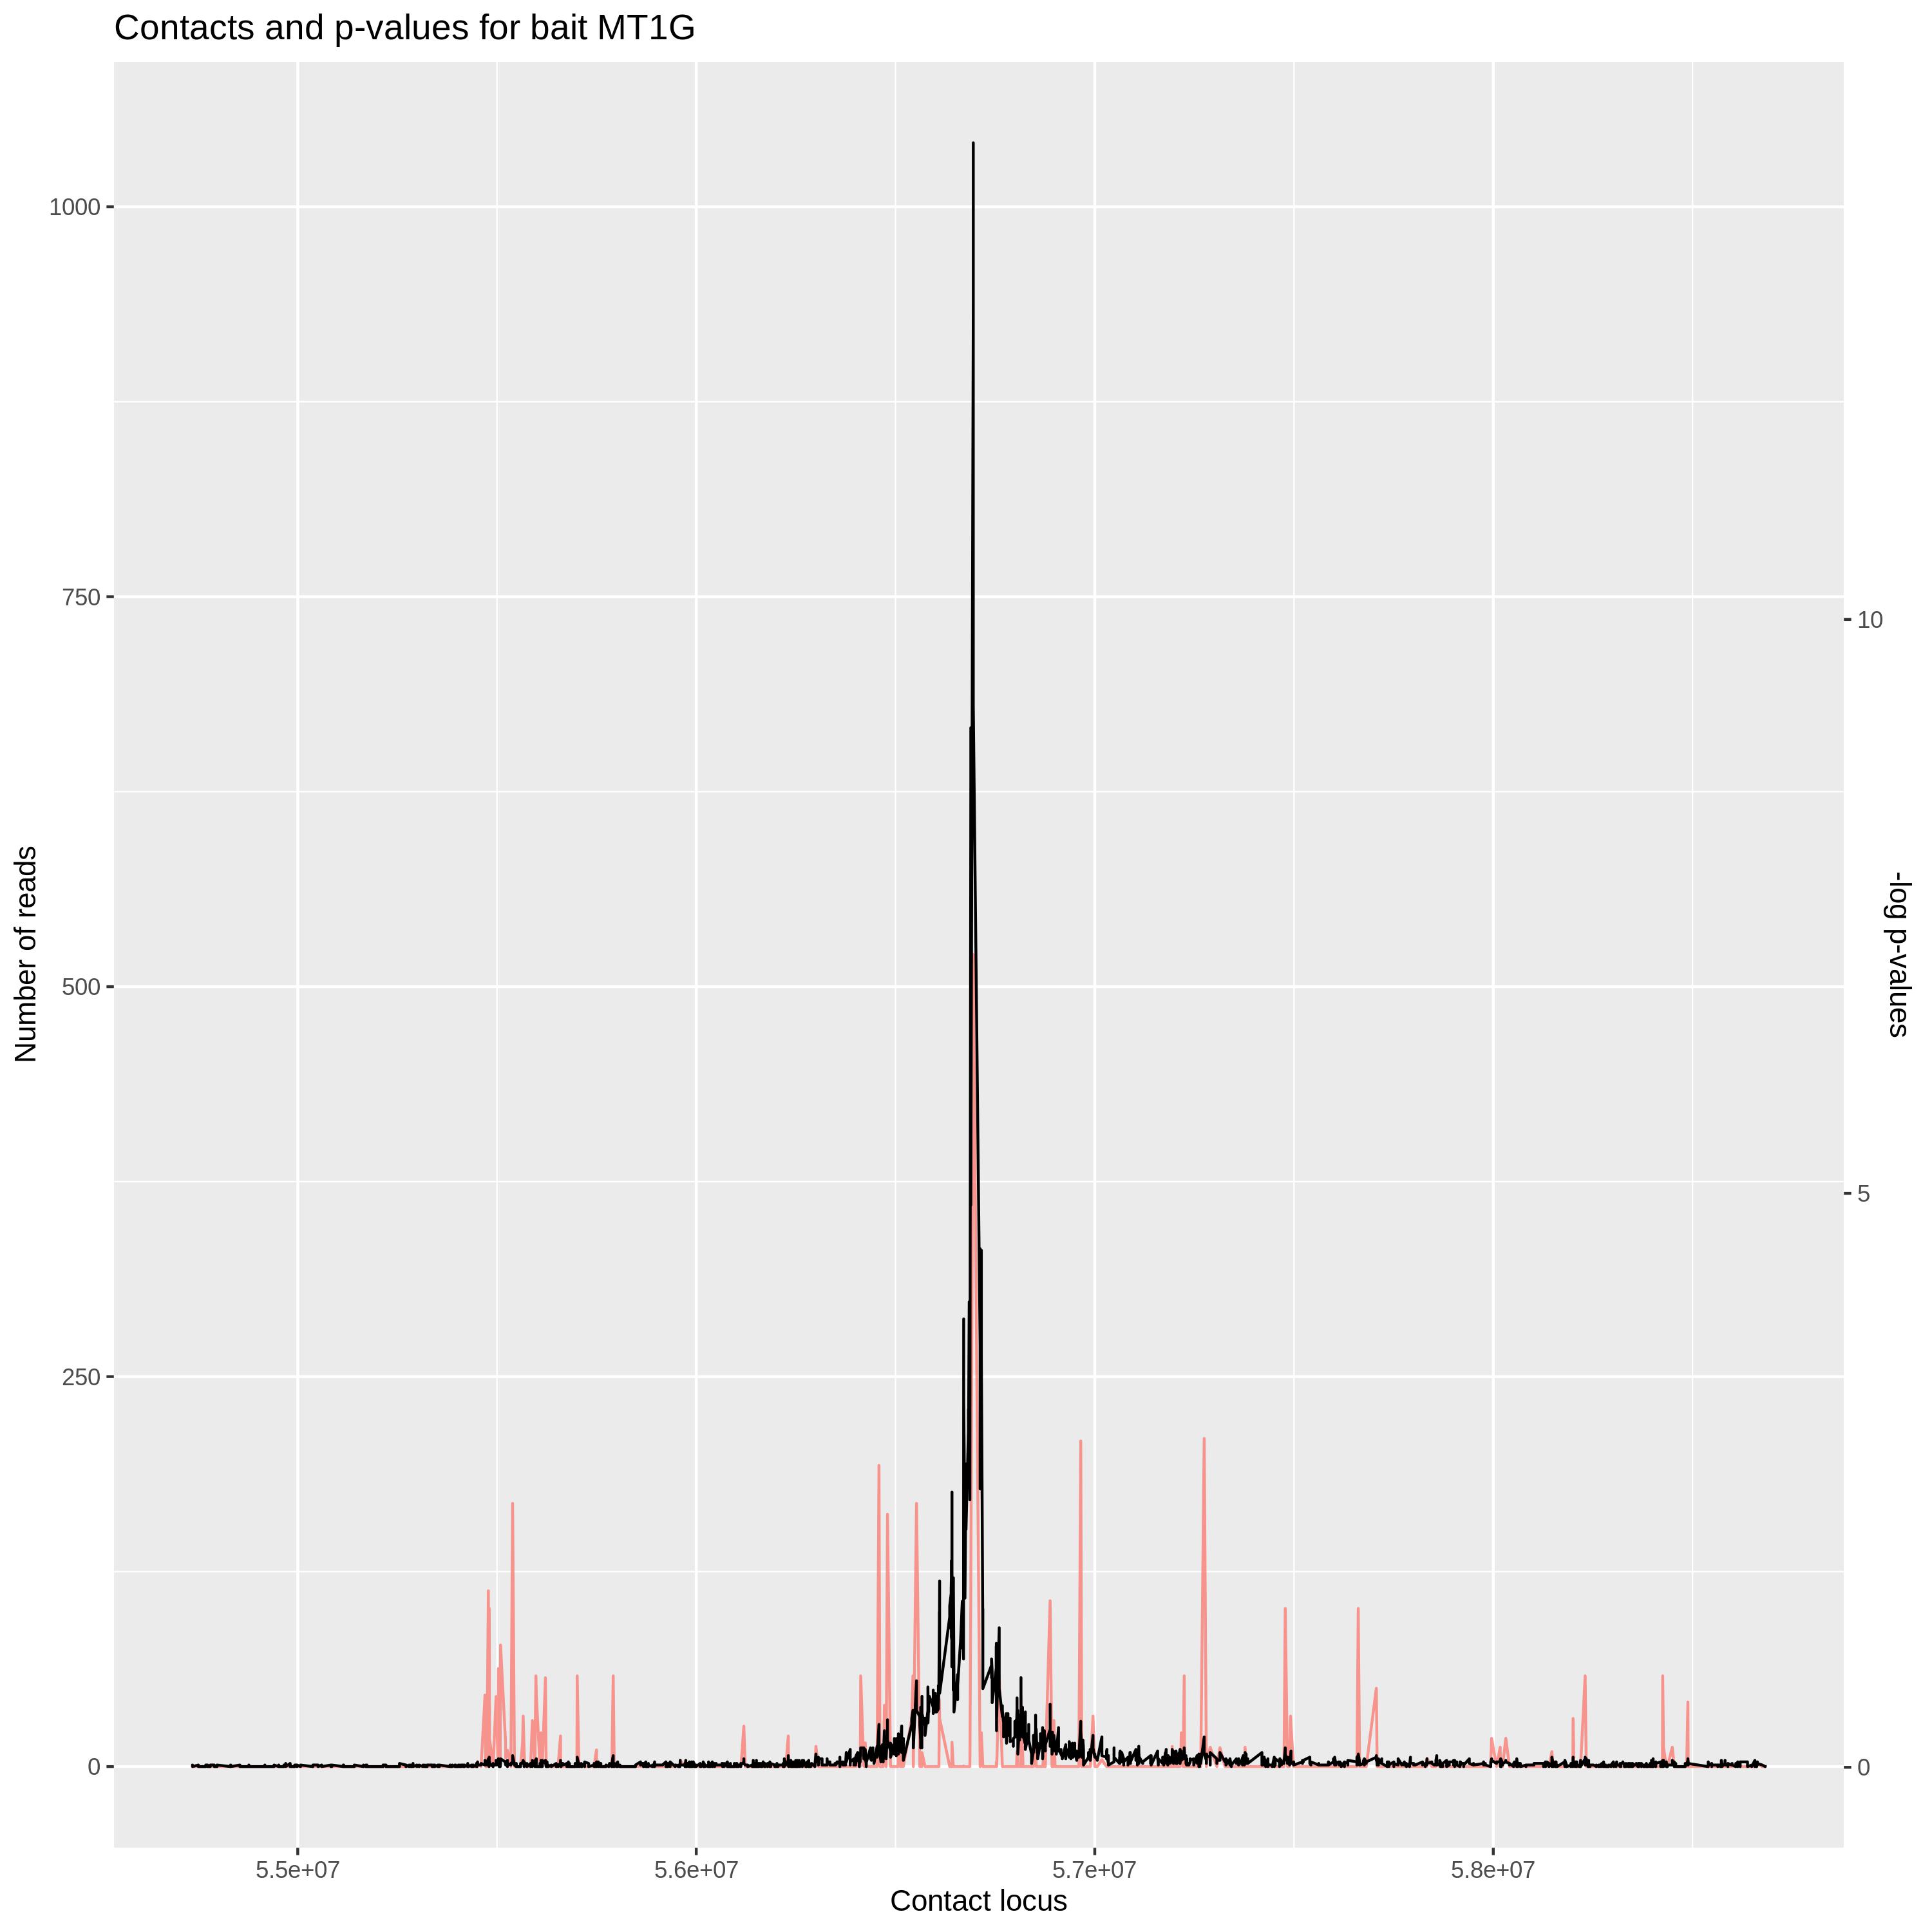 Contacts and p-values for bait MT1G
1000
750
500
250
0
Number of reads
10
5
0
-log p-values
5.5e+07
5.6e+07
5.7e+07
5.8e+07
Contact locus